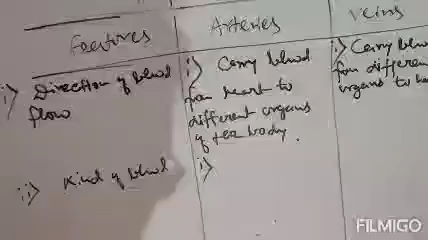 Features Arteries Veins
i) Direction of blood flow
i) Carry blood from heart to different organs of the body.
i) Carry blood from different organs to
ii) Kind of blood
i)
FILMIGO